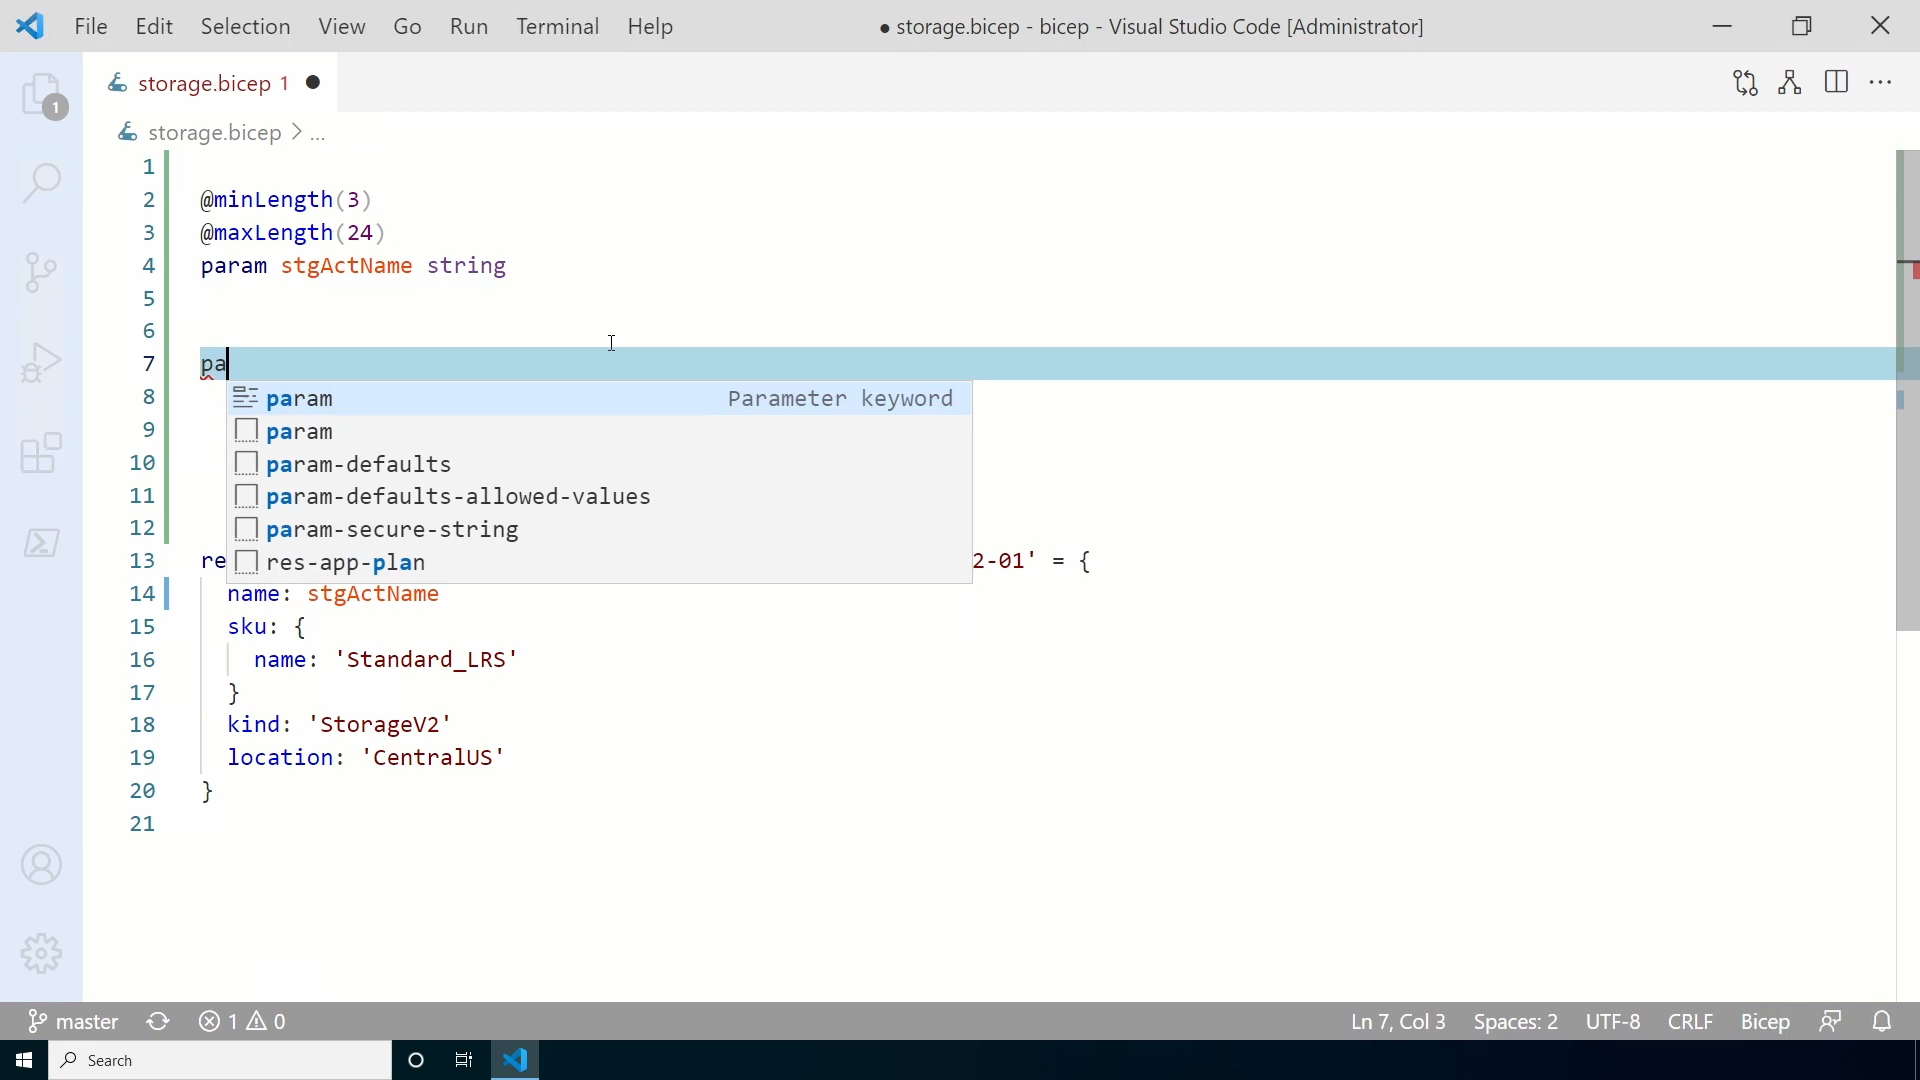 File Edit Selection View Go Run Terminal Help ● storage.bicep - bicep - Visual Studio Code [Administrator]
storage.bicep 1 ●
1
storage.bicep > ...
1
2 @minLength(3)
3 @maxLength(24)
4 param stgActName string
5
6
7 pa
8 param Parameter keyword
9 param
10 param-defaults
11 param-defaults-allowed-values
12 param-secure-string
res-app-plan
13 re 2-01' = {
14 name: stgActName
15 sku: {
16 name: 'Standard_LRS'
17 }
18 kind: 'StorageV2'
19 location: 'CentralUS'
20 }
21
master 1 0 Ln 7, Col 3 Spaces: 2 UTF-8 CRLF Bicep
Search